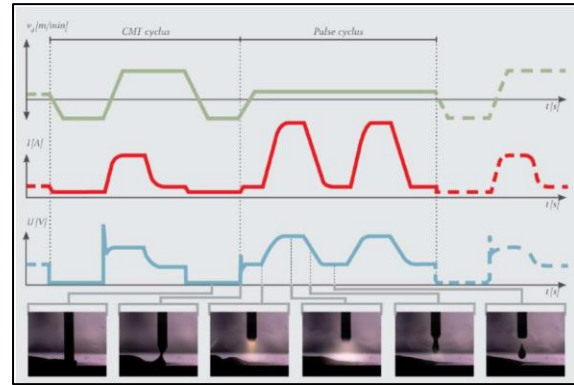 v_d [m/min]
CMT cyclus
Pulse cyclus
t [s]
I [A]
t [s]
U [V]
t [s]